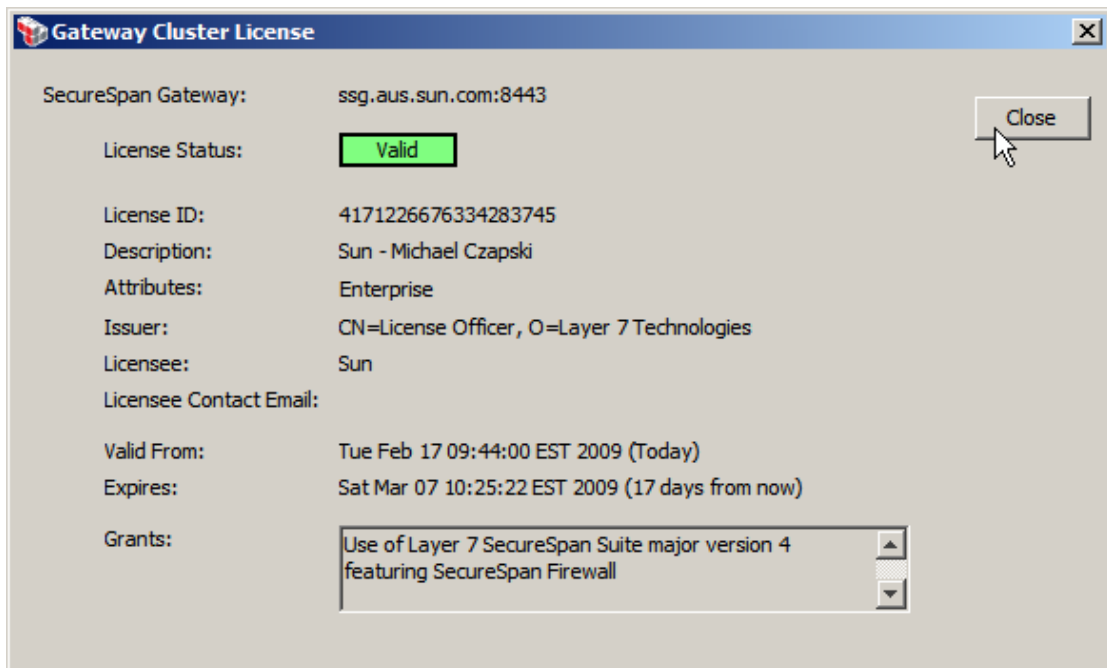 Gateway Cluster License
SecureSpan Gateway: ssg.aus.sun.com:8443
Close
License Status: Valid
License ID: 4171226676334283745
Description: Sun - Michael Czapski
Attributes: Enterprise
Issuer: CN=License Officer, O=Layer 7 Technologies
Licensee: Sun
Licensee Contact Email:
Valid From: Tue Feb 17 09:44:00 EST 2009 (Today)
Expires: Sat Mar 07 10:25:22 EST 2009 (17 days from now)
Grants: Use of Layer 7 SecureSpan Suite major version 4
featuring SecureSpan Firewall